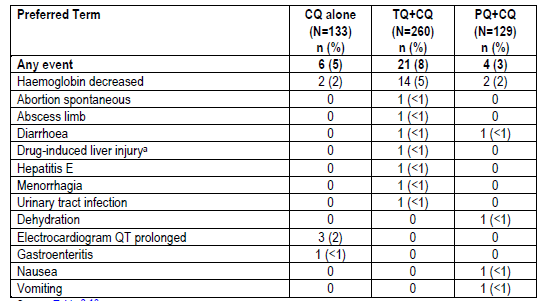 Preferred Term CQ alone (N=133) n (%) TQ+CQ (N=260) n (%) PQ+CQ (N=129) n (%)
Any event 6 (5) 21 (8) 4 (3)
Haemoglobin decreased 2 (2) 14 (5) 2 (2)
Abortion spontaneous 0 1 (<1) 0
Abscess limb 0 1 (<1) 0
Diarrhoea 0 1 (<1) 1 (<1)
Drug-induced liver injuryᵃ 0 1 (<1) 0
Hepatitis E 0 1 (<1) 0
Menorrhagia 0 1 (<1) 0
Urinary tract infection 0 1 (<1) 0
Dehydration 0 0 1 (<1)
Electrocardiogram QT prolonged 3 (2) 0 0
Gastroenteritis 1 (<1) 0 0
Nausea 0 0 1 (<1)
Vomiting 0 0 1 (<1)